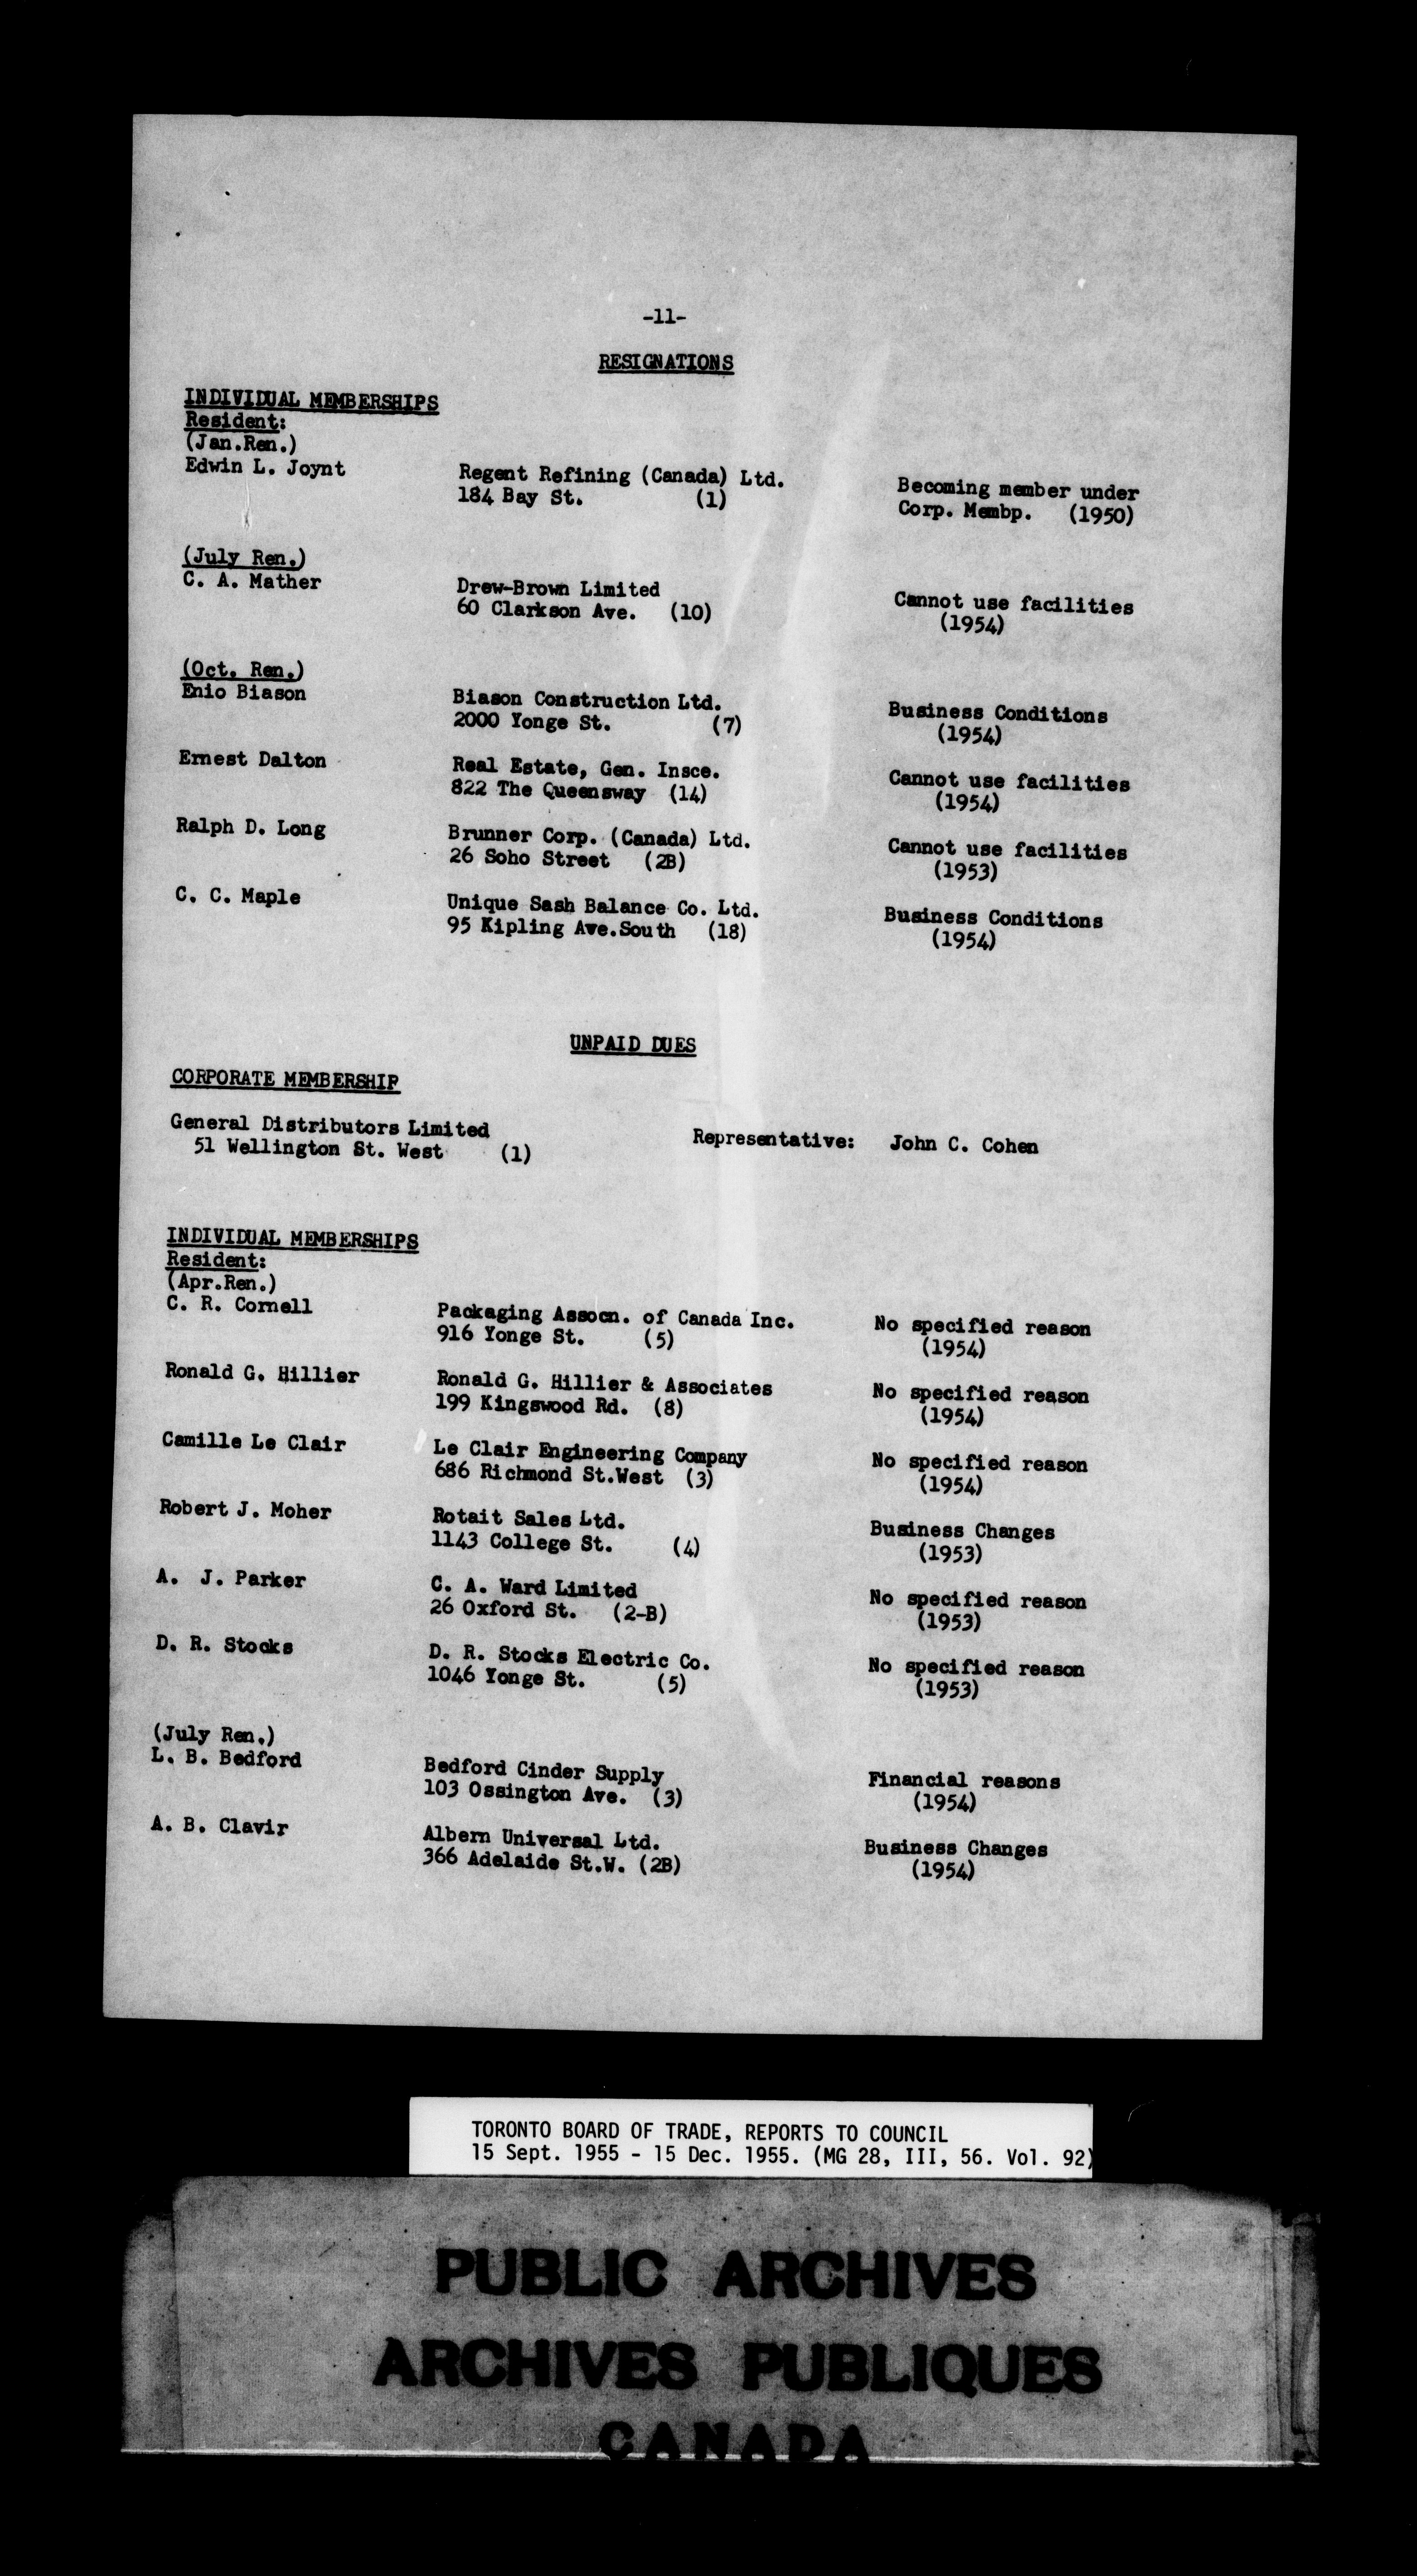 -11-
RESIGNATIONS
INDIVIDUAL MEMBERSHIPS
Resident:
(Jan.Ren.)
Edwin L. Joynt Regent Refining (Canada) Ltd. Becoming member under
184 Bay St. (1) Corp. Membp. (1950)
(July Ren.)
C. A. Mather Drew-Brown Limited Cannot use facilities
60 Clarkson Ave. (10) (1954)
(Oct. Ren.)
Enio Biason Biason Construction Ltd. Business Conditions
2000 Yonge St. (7) (1954)
Ernest Dalton Real Estate, Gen. Insce. Cannot use facilities
822 The Queensway (14) (1954)
Ralph D. Long Brunner Corp. (Canada) Ltd. Cannot use facilities
26 Soho Street (2B) (1953)
C. C. Maple Unique Sash Balance Co. Ltd. Business Conditions
95 Kipling Ave.South (18) (1954)
UNPAID DUES
CORPORATE MEMBERSHIP
General Distributors Limited Representative: John C. Cohen
51 Wellington St. West (1)
INDIVIDUAL MEMBERSHIPS
Resident:
(Apr.Ren.)
C. R. Cornell Packaging Assocn. of Canada Inc. No specified reason
916 Yonge St. (5) (1954)
Ronald G. Hillier Ronald G. Hillier & Associates No specified reason
199 Kingswood Rd. (8) (1954)
Camille Le Clair Le Clair Engineering Company No specified reason
686 Richmond St.West (3) (1954)
Robert J. Moher Rotait Sales Ltd. Business Changes
1143 College St. (4) (1953)
A. J. Parker C. A. Ward Limited No specified reason
26 Oxford St. (2-B) (1953)
D. R. Stocks D. R. Stocks Electric Co. No specified reason
1046 Yonge St. (5) (1953)
(July Ren.)
L. B. Bedford Bedford Cinder Supply Financial reasons
103 Ossington Ave. (3) (1954)
A. B. Clavir Albern Universal Ltd. Business Changes
366 Adelaide St.W. (2B) (1954)
TORONTO BOARD OF TRADE, REPORTS TO COUNCIL
15 Sept. 1955 - 15 Dec. 1955. (MG 28, III, 56. Vol. 92)
PUBLIC ARCHIVES
ARCHIVES PUBLIQUES
CANADA